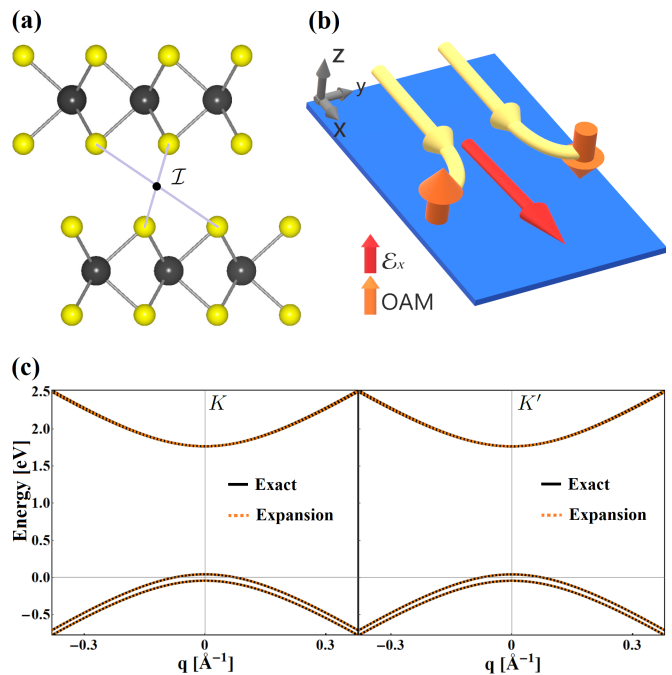 (a)
I
(b)
z
y
x
Ɛx
OAM
(c)
Energy [eV]
2.5
2.0
1.5
1.0
0.5
0.0
−0.5
K
Exact
Expansion
K′
Exact
Expansion
−0.3
0
0.3
−0.3
0
0.3
q [Å⁻¹]
q [Å⁻¹]